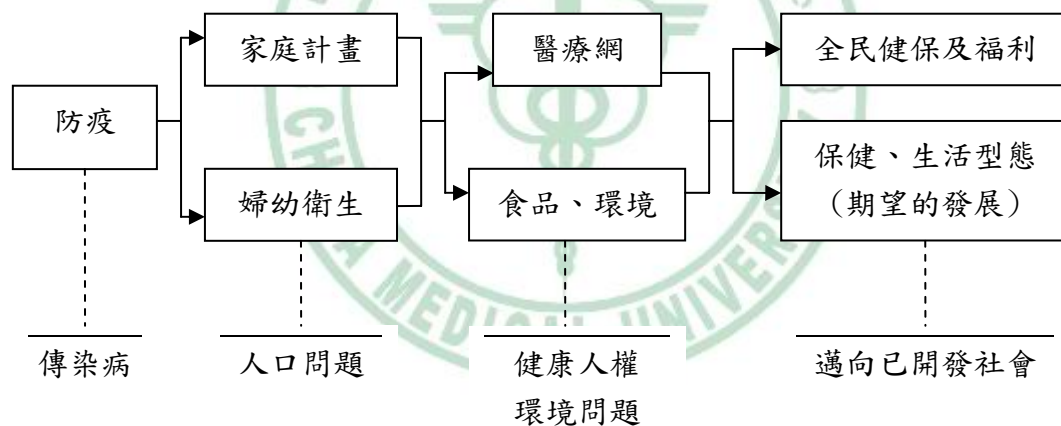 家庭計畫
醫療網
全民健保及福利
防疫
婦幼衛生
食品、環境
保健、生活型態
（期望的發展）
傳染病
人口問題
健康人權
環境問題
邁向已開發社會